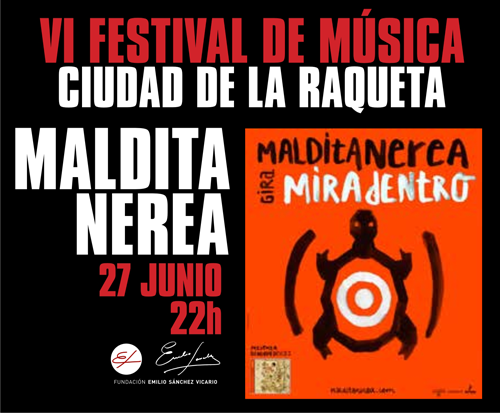 VI FESTIVAL DE MÚSICA
CIUDAD DE LA RAQUETA
MALDITA
NEREA
27 JUNIO
22h
FUNDACIÓN EMILIO SÁNCHEZ VICARIO
MALDITANEREA
GIRA
MIRADENTRO
malditanerea.com